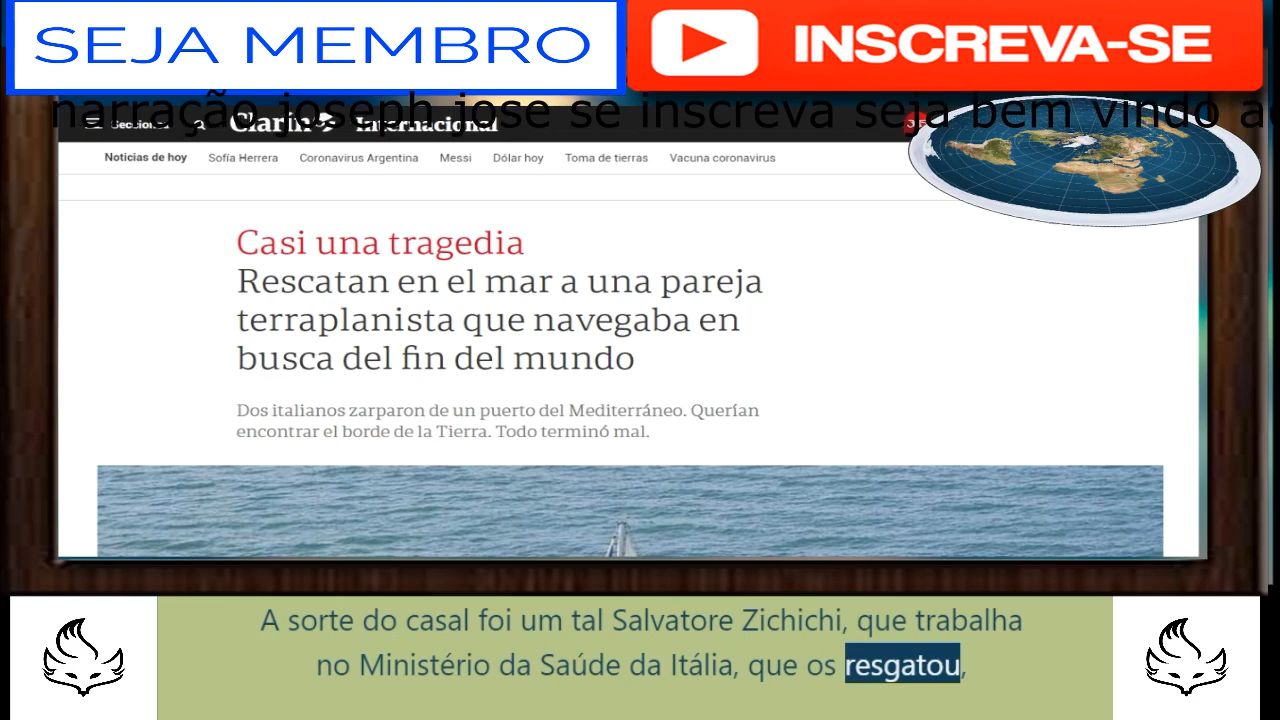 SEJA MEMBRO
INSCREVA-SE
narração joseph jose se inscreva seja bem vindo
Secciones Clarín Internacional
Noticias de hoy Sofía Herrera Coronavirus Argentina Messi Dólar hoy Toma de tierras Vacuna coronavirus
Casi una tragedia
Rescatan en el mar a una pareja
terraplanista que navegaba en
busca del fin del mundo
Dos italianos zarparon de un puerto del Mediterráneo. Querían
encontrar el borde de la Tierra. Todo terminó mal.
A sorte do casal foi um tal Salvatore Zichichi, que trabalha
no Ministério da Saúde da Itália, que os resgatou,